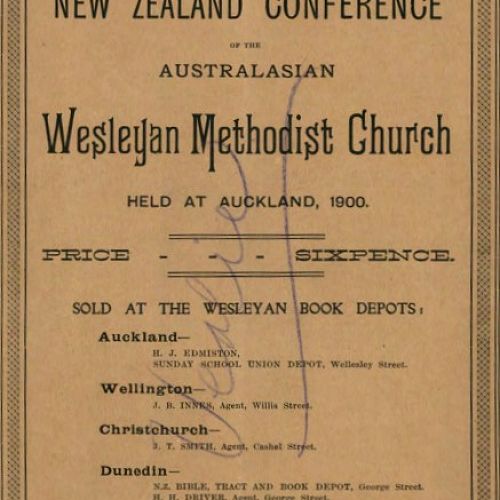 NEW ZEALAND CONFERENCE
OF THE
AUSTRALASIAN
Wesleyan Methodist Church
HELD AT AUCKLAND, 1900.
PRICE - - - SIXPENCE.
SOLD AT THE WESLEYAN BOOK DEPOTS:
Auckland—
H. J. EDMISTON,
SUNDAY SCHOOL UNION DEPOT, Wellesley Street.
Wellington—
J. B. INNES, Agent, Willis Street.
Christchurch—
J. T. SMITH, Agent, Cashel Street.
Dunedin—
N.Z. BIBLE, TRACT AND BOOK DEPOT, George Street.
H. H. DRIVER, Agent, George Street.